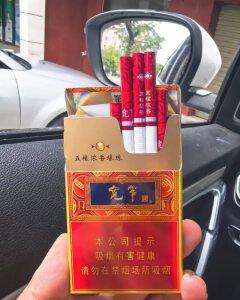 五粮浓香爆珠
宽窄
本公司提示
吸烟有害健康
请勿在禁烟场所吸烟